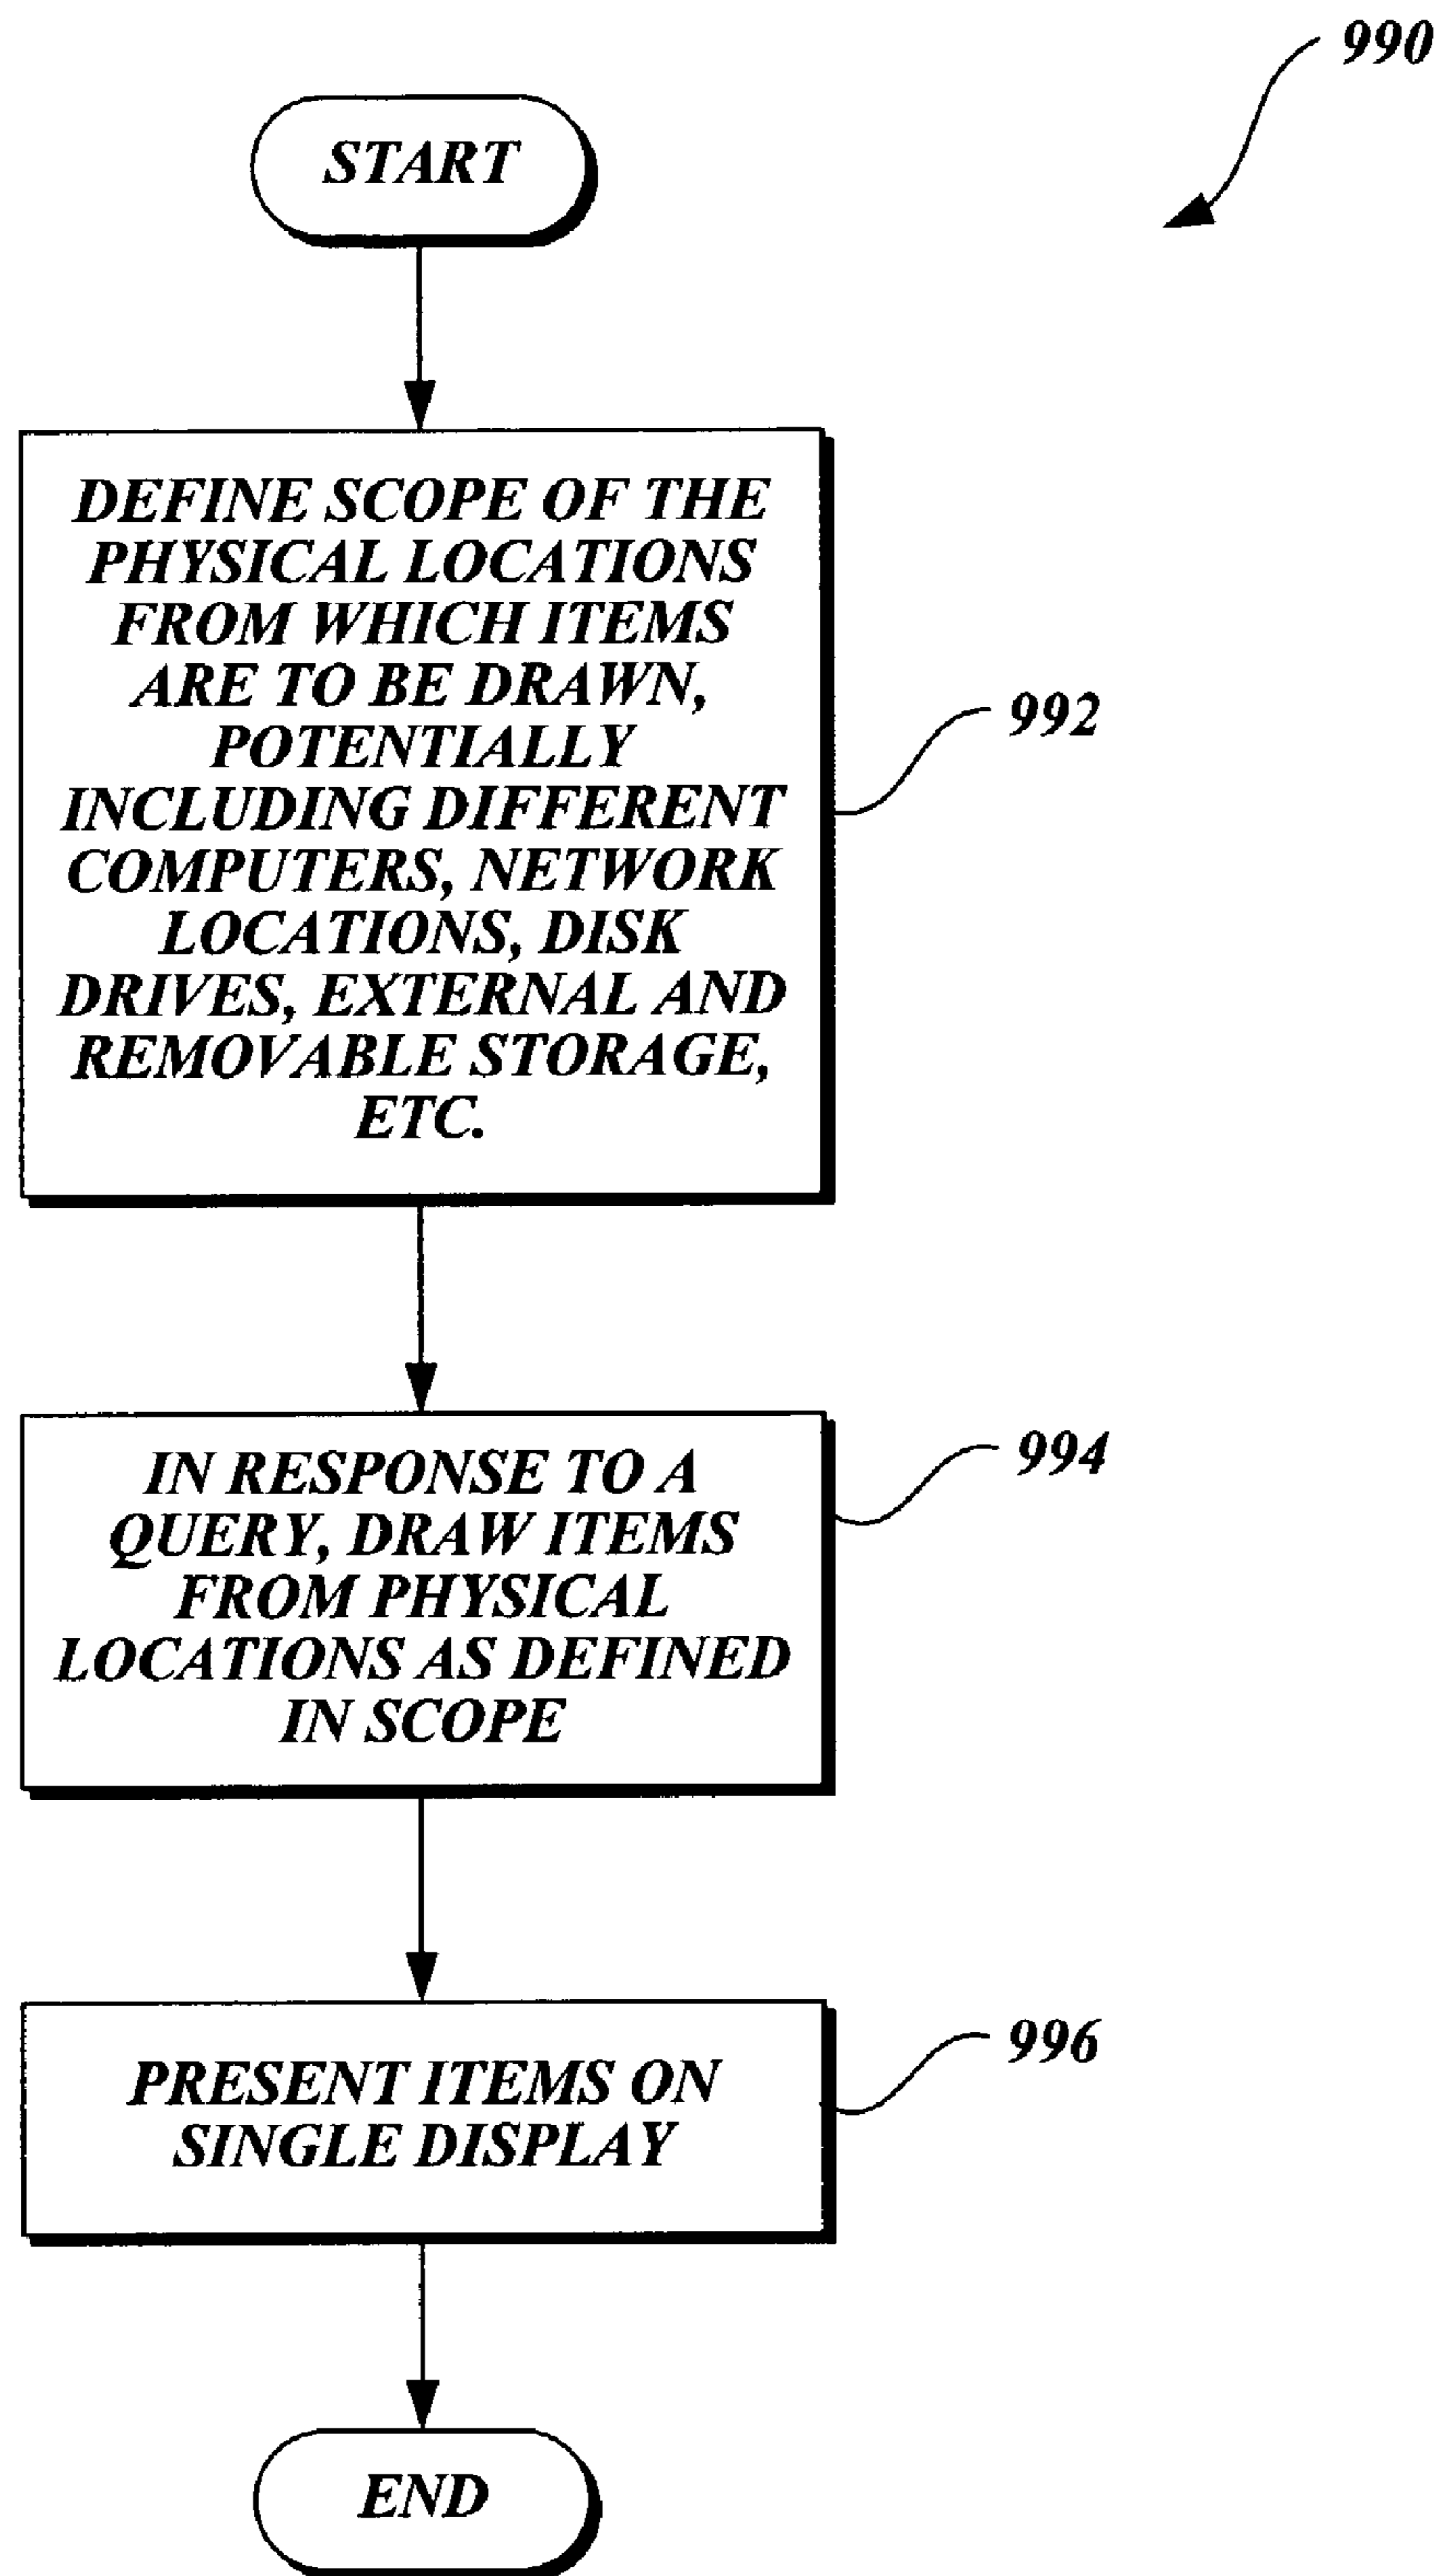 990
START
DEFINE SCOPE OF THE
PHYSICAL LOCATIONS
FROM WHICH ITEMS
ARE TO BE DRAWN,
POTENTIALLY
INCLUDING DIFFERENT
COMPUTERS, NETWORK
LOCATIONS, DISK
DRIVES, EXTERNAL AND
REMOVABLE STORAGE,
ETC.
992
IN RESPONSE TO A
QUERY, DRAW ITEMS
FROM PHYSICAL
LOCATIONS AS DEFINED
IN SCOPE
994
PRESENT ITEMS ON
SINGLE DISPLAY
996
END